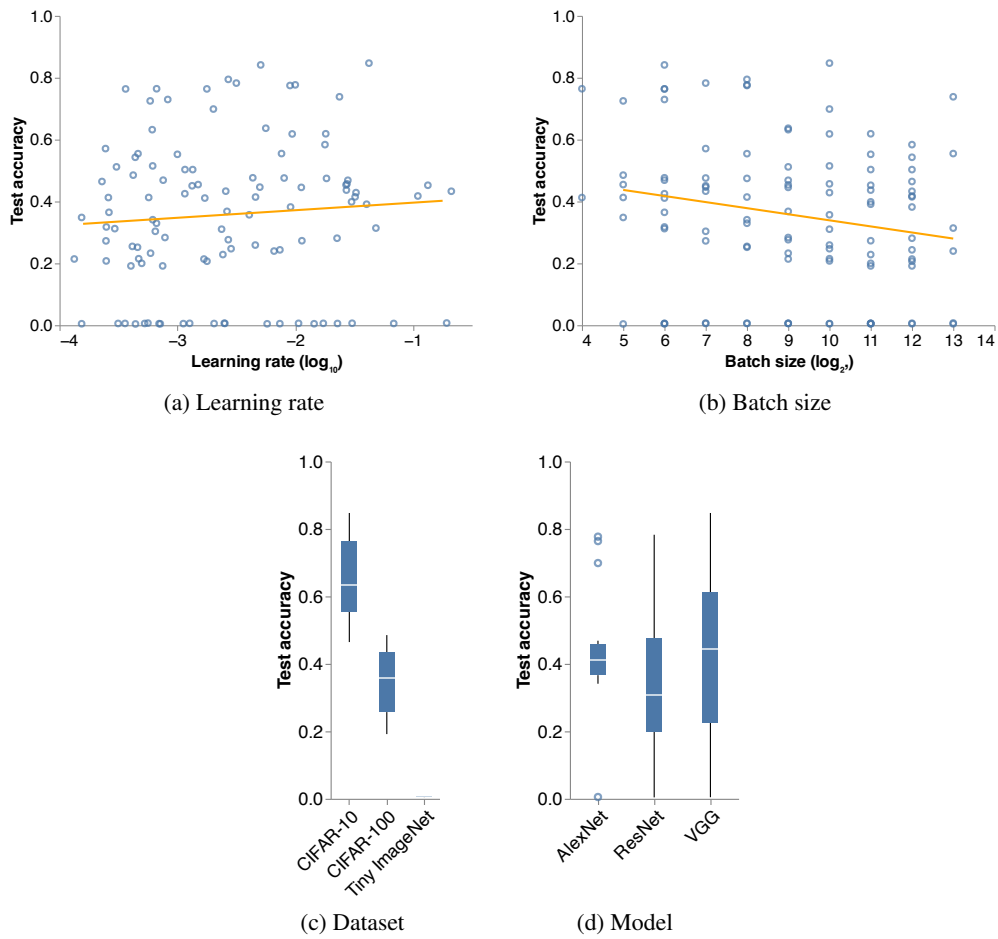 1.0
0.8
0.6
0.4
0.2
0.0
Test accuracy
−4 −3 −2 −1
Learning rate (log₁₀)
(a) Learning rate
1.0
0.8
0.6
0.4
0.2
0.0
Test accuracy
4 5 6 7 8 9 10 11 12 13 14
Batch size (log₂,)
(b) Batch size
1.0
0.8
0.6
0.4
0.2
0.0
Test accuracy
CIFAR-10
CIFAR-100
Tiny ImageNet
(c) Dataset
1.0
0.8
0.6
0.4
0.2
0.0
Test accuracy
AlexNet
ResNet
VGG
(d) Model